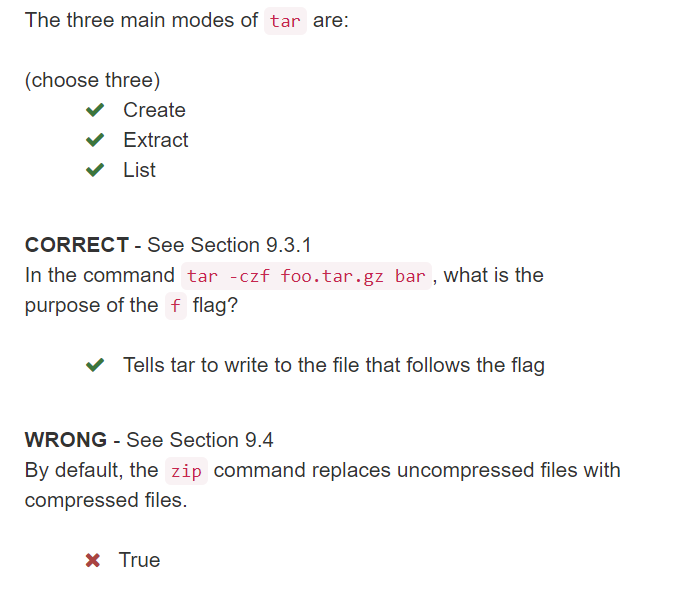 The three main modes of tar are:
(choose three)
Create
Extract
List
CORRECT - See Section 9.3.1
In the command tar -czf foo.tar.gz bar, what is the
purpose of the f flag?
Tells tar to write to the file that follows the flag
WRONG - See Section 9.4
By default, the zip command replaces uncompressed files with
compressed files.
True